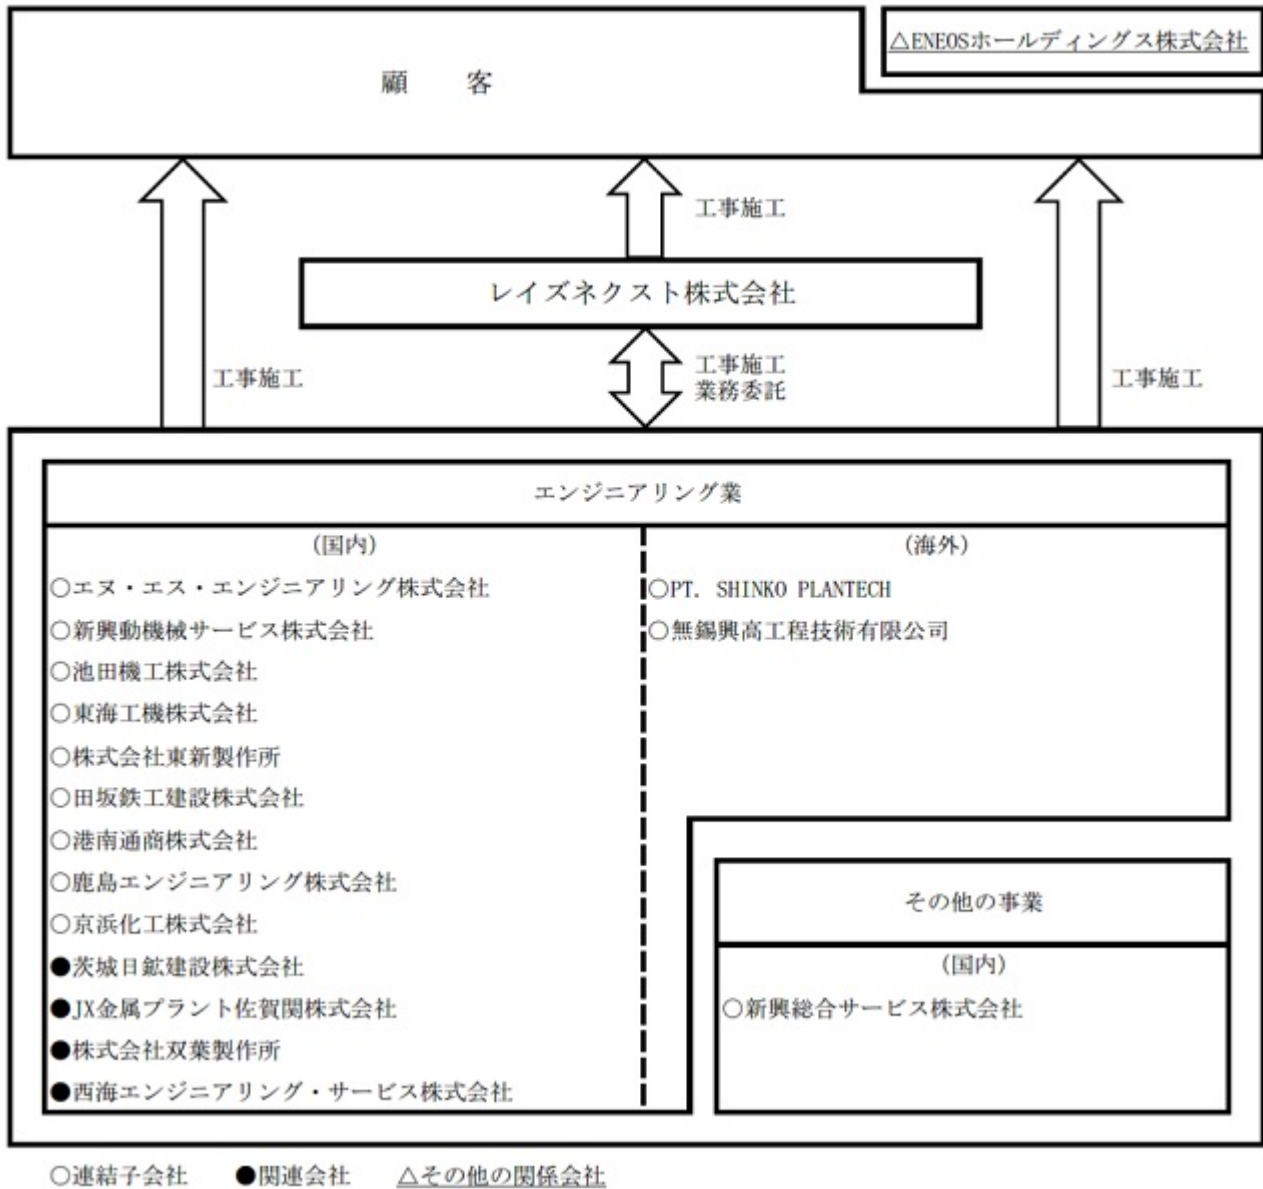 顧　　客
△ENEOSホールディングス株式会社
工事施工
レイズネクスト株式会社
工事施工
工事施工
業務委託
工事施工
エンジニアリング業
(国内)
○エヌ・エス・エンジニアリング株式会社
○新興動機械サービス株式会社
○池田機工株式会社
○東海工機株式会社
○株式会社東新製作所
○田坂鉄工建設株式会社
○港南通商株式会社
○鹿島エンジニアリング株式会社
○京浜化工株式会社
●茨城日鉱建設株式会社
●JX金属プラント佐賀関株式会社
●株式会社双葉製作所
●西海エンジニアリング・サービス株式会社
(海外)
○PT. SHINKO PLANTECH
○無錫興高工程技術有限公司
その他の事業
(国内)
○新興総合サービス株式会社
○連結子会社　●関連会社　△その他の関係会社